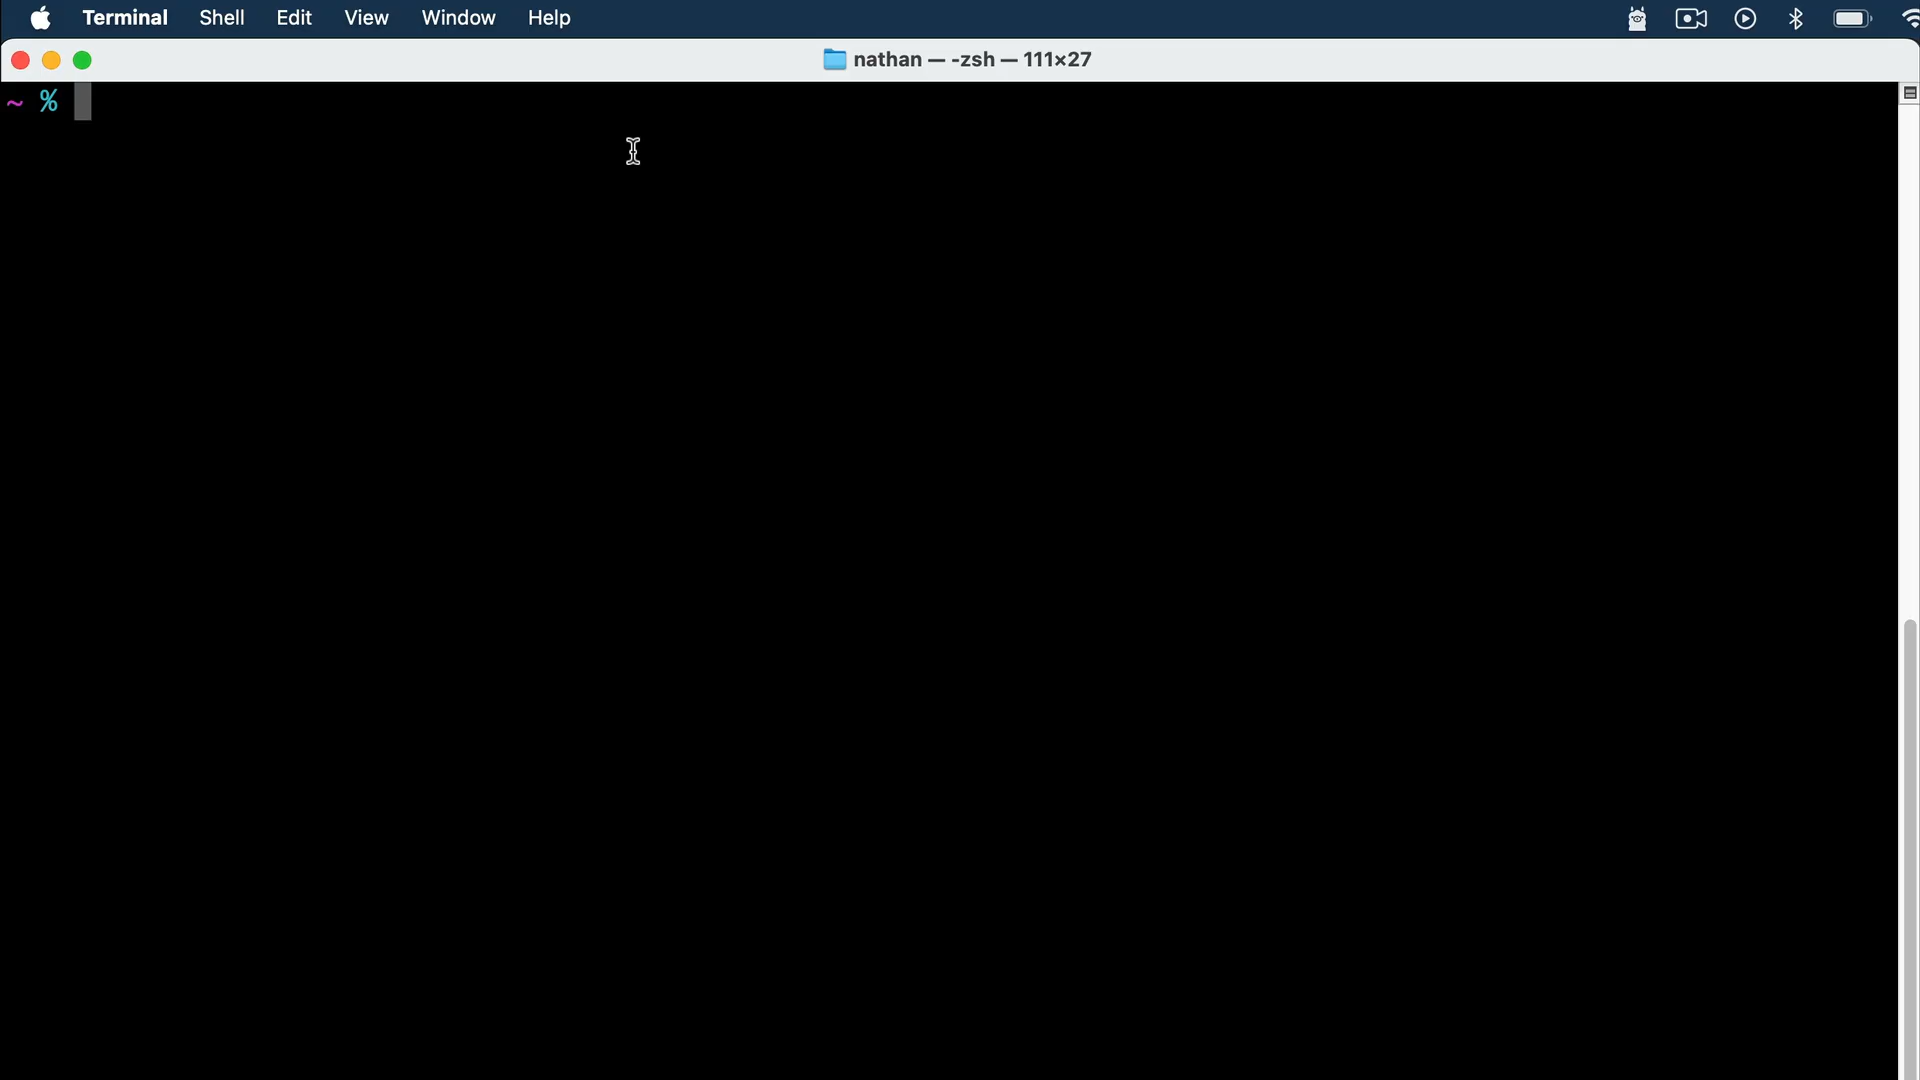 Terminal Shell Edit View Window Help
nathan — -zsh — 111×27
~ %